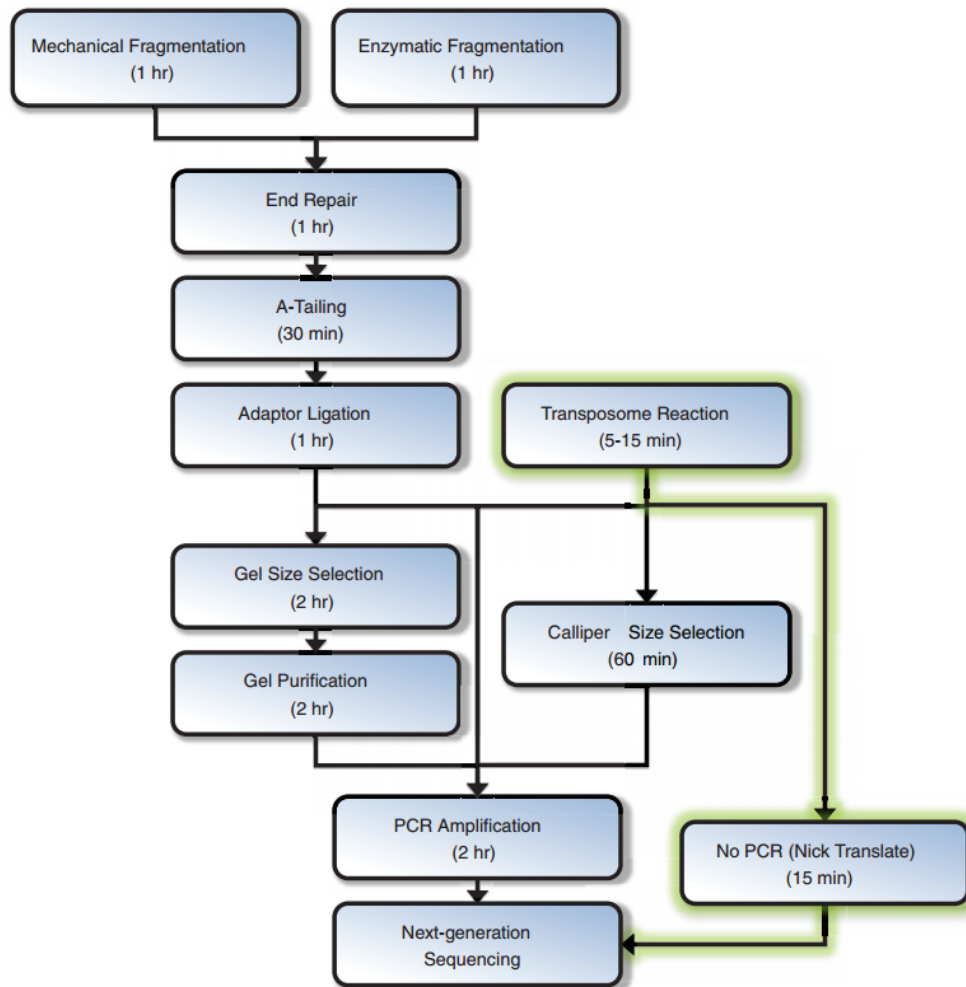 Mechanical Fragmentation
(1 hr)
Enzymatic Fragmentation
(1 hr)
End Repair
(1 hr)
A-Tailing
(30 min)
Adaptor Ligation
(1 hr)
Transposome Reaction
(5-15 min)
Gel Size Selection
(2 hr)
Calliper Size Selection
(60 min)
Gel Purification
(2 hr)
PCR Amplification
(2 hr)
No PCR (Nick Translate)
(15 min)
Next-generation
Sequencing